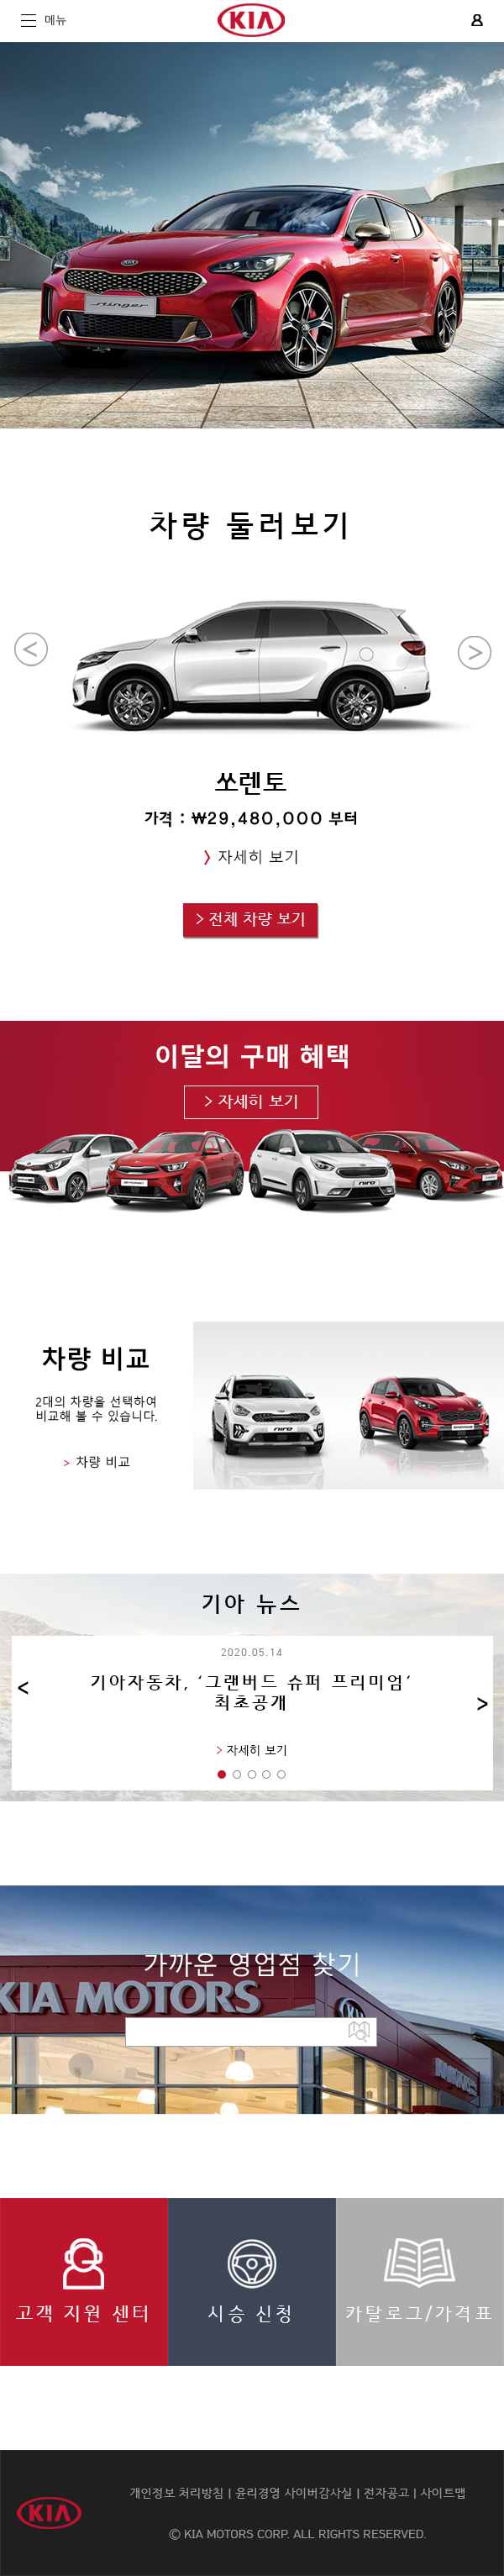 메뉴
KIA
KIA
stinger
차량 둘러보기
<
>
쏘렌토
가격 : ₩29,480,000 부터
> 자세히 보기
> 전체 차량 보기
이달의 구매 혜택
> 자세히 보기
niro
차량 비교
2대의 차량을 선택하여
비교해 볼 수 있습니다.
> 차량 비교
niro
기아 뉴스
2020.05.14
<
기아자동차, ‘그랜버드 슈퍼 프리미엄’
최초공개
>
> 자세히 보기
가까운 영업점 찾기
KIA MOTORS
고객 지원 센터
시승 신청
카탈로그/가격표
개인정보 처리방침 | 윤리경영 사이버감사실 | 전자공고 | 사이트맵
KIA
© KIA MOTORS CORP. ALL RIGHTS RESERVED.